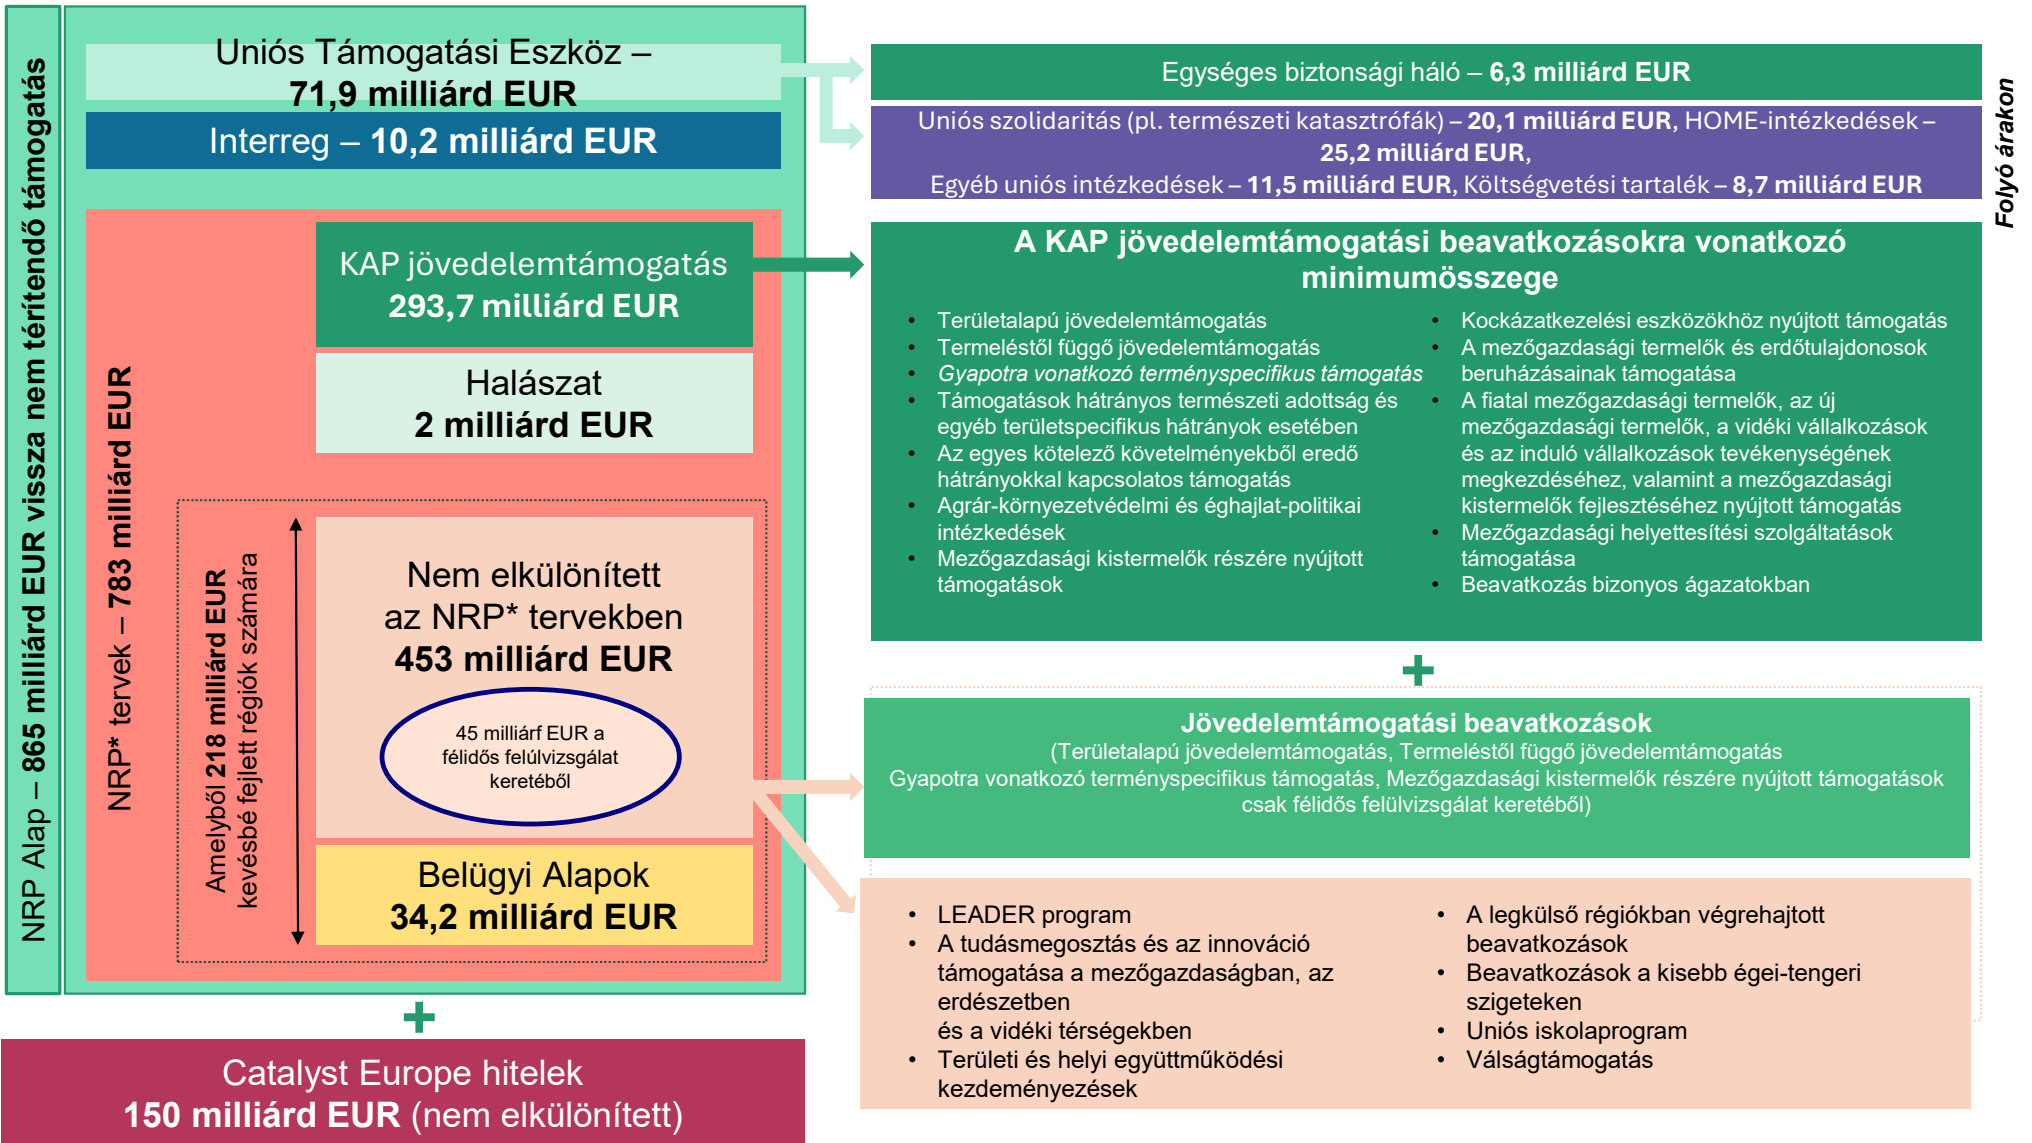 NRP Alap – 865 milliárd EUR vissza nem térítendő támogatás
Uniós Támogatási Eszköz –
71,9 milliárd EUR
Interreg – 10,2 milliárd EUR
NRP* tervek – 783 milliárd EUR
KAP jövedelemtámogatás
293,7 milliárd EUR
Halászat
2 milliárd EUR
Amelyből 218 milliárd EUR
kevésbé fejlett régiók számára
Nem elkülönített
az NRP* tervekben
453 milliárd EUR
45 milliárf EUR a
félidős felülvizsgálat
keretéből
Belügyi Alapok
34,2 milliárd EUR
+
Catalyst Europe hitelek
150 milliárd EUR (nem elkülönített)
Egységes biztonsági háló – 6,3 milliárd EUR
Uniós szolidaritás (pl. természeti katasztrófák) – 20,1 milliárd EUR, HOME-intézkedések –
25,2 milliárd EUR,
Egyéb uniós intézkedések – 11,5 milliárd EUR, Költségvetési tartalék – 8,7 milliárd EUR
Folyó árakon
A KAP jövedelemtámogatási beavatkozásokra vonatkozó
minimumösszege
• Területalapú jövedelemtámogatás
• Termeléstől függő jövedelemtámogatás
• Gyapotra vonatkozó terményspecifikus támogatás
• Támogatások hátrányos természeti adottság és
egyéb területspecifikus hátrányok esetében
• Az egyes kötelező követelményekből eredő
hátrányokkal kapcsolatos támogatás
• Agrár-környezetvédelmi és éghajlat-politikai
intézkedések
• Mezőgazdasági kistermelők részére nyújtott
támogatások
• Kockázatkezelési eszközökhöz nyújtott támogatás
• A mezőgazdasági termelők és erdőtulajdonosok
beruházásainak támogatása
• A fiatal mezőgazdasági termelők, az új
mezőgazdasági termelők, a vidéki vállalkozások
és az induló vállalkozások tevékenységének
megkezdéséhez, valamint a mezőgazdasági
kistermelők fejlesztéséhez nyújtott támogatás
• Mezőgazdasági helyettesítési szolgáltatások
támogatása
• Beavatkozás bizonyos ágazatokban
+
Jövedelemtámogatási beavatkozások
(Területalapú jövedelemtámogatás, Termeléstől függő jövedelemtámogatás
Gyapotra vonatkozó terményspecifikus támogatás, Mezőgazdasági kistermelők részére nyújtott támogatások
csak félidős felülvizsgálat keretéből)
• LEADER program
• A tudásmegosztás és az innováció
támogatása a mezőgazdaságban, az
erdészetben
és a vidéki térségekben
• Területi és helyi együttműködési
kezdeményezések
• A legkülső régiókban végrehajtott
beavatkozások
• Beavatkozások a kisebb égei-tengeri
szigeteken
• Uniós iskolaprogram
• Válságtámogatás